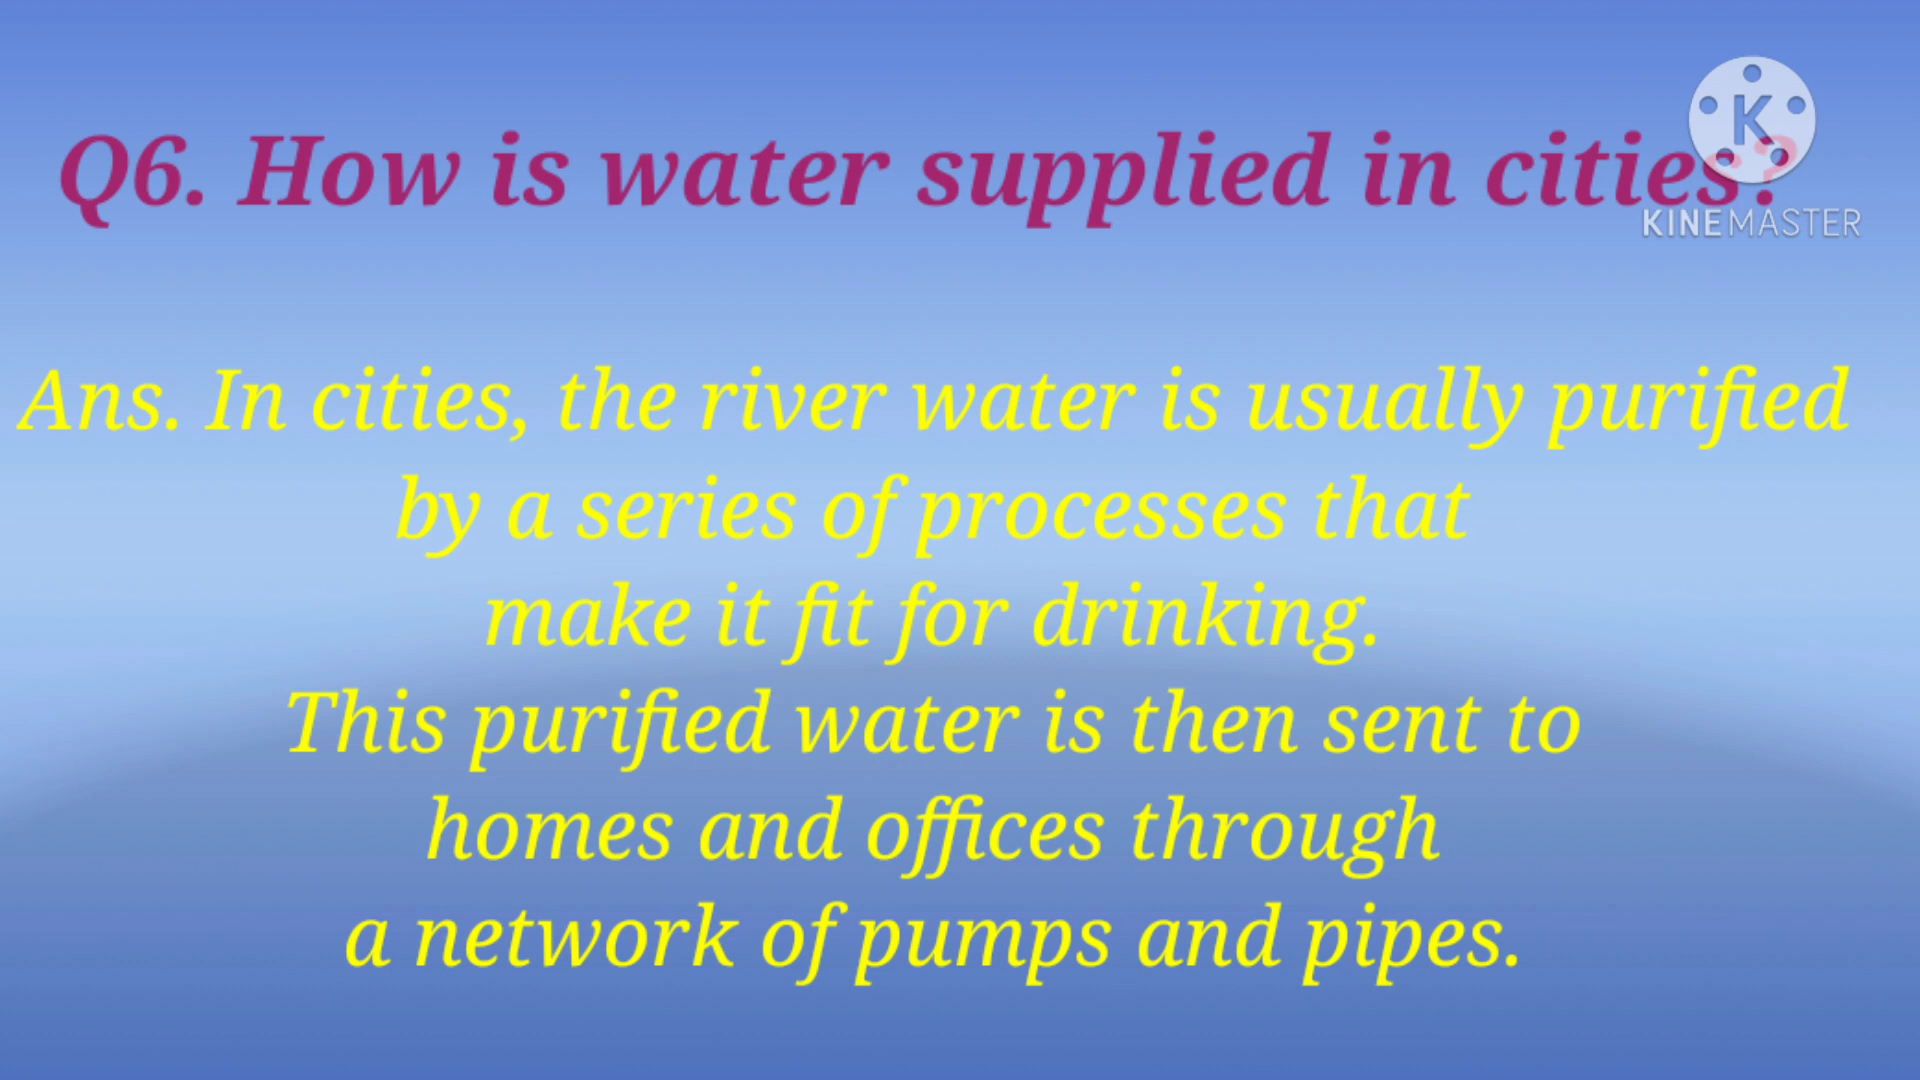 Q6. How is water supplied in cities?
KINEMASTER
Ans. In cities, the river water is usually purified
by a series of processes that
make it fit for drinking.
This purified water is then sent to
homes and offices through
a network of pumps and pipes.